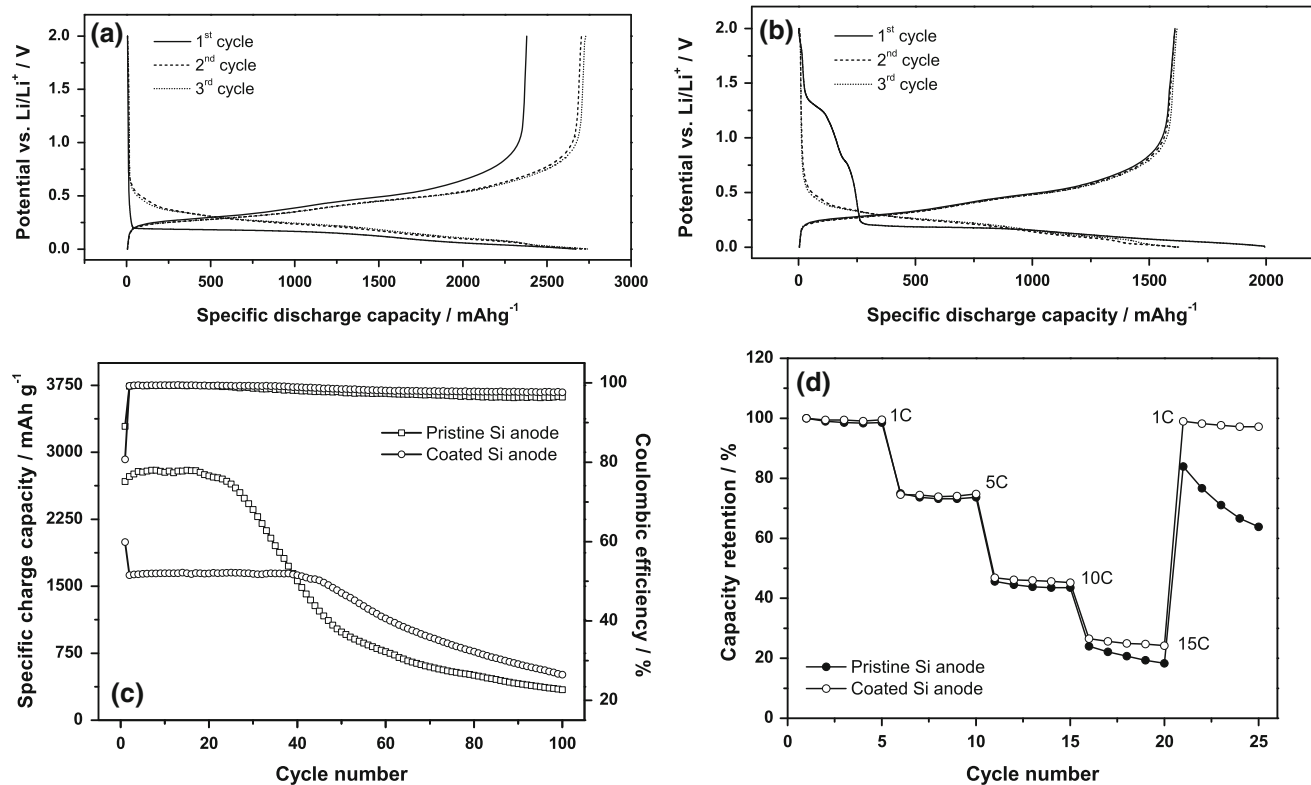 (a)
1st cycle
2nd cycle
3rd cycle
Potential vs. Li/Li+ / V
2.0
1.5
1.0
0.5
0.0
0 500 1000 1500 2000 2500 3000
Specific discharge capacity / mAhg-1
(b)
1st cycle
2nd cycle
3rd cycle
Potential vs. Li/Li+ / V
2.0
1.5
1.0
0.5
0.0
0 500 1000 1500 2000
Specific discharge capacity / mAhg-1
(c)
Specific charge capacity / mAh g-1
3750
3000
2250
1500
750
0
Pristine Si anode
Coated Si anode
100
80
60
40
20
Coulombic efficiency / %
0 20 40 60 80 100
Cycle number
(d)
Capacity retention / %
120
100
80
60
40
20
0
1C
5C
10C
15C
1C
Pristine Si anode
Coated Si anode
0 5 10 15 20 25
Cycle number